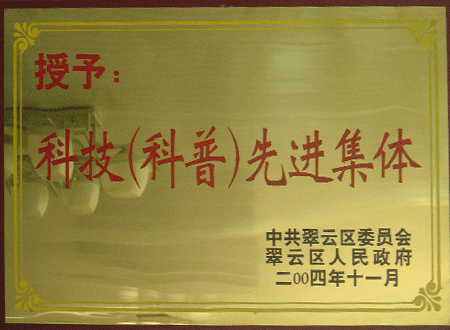 授予：
科技(科普)先进集体
中共翠云区委员会
翠云区人民政府
二00四年十一月